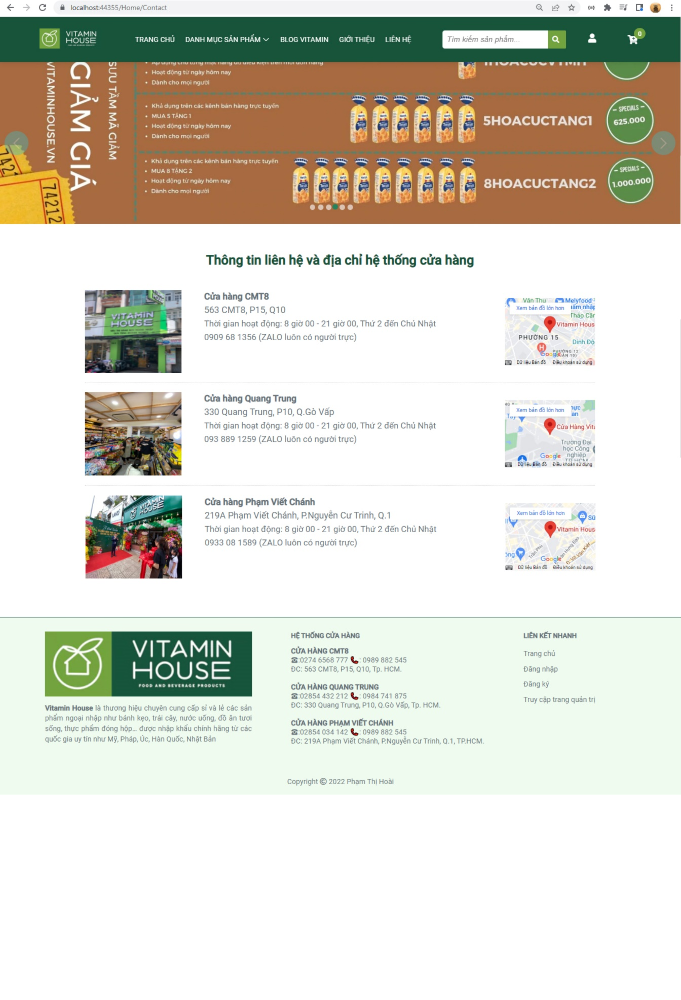 localhost:44355/Home/Contact
VITAMIN HOUSE
FOOD AND BEVERAGE PRODUCTS
TRANG CHỦ
DANH MỤC SẢN PHẨM
BLOG VITAMIN
GIỚI THIỆU
LIÊN HỆ
Tìm kiếm sản phẩm...
0
VITAMINHOUSE.VN
GIẢM GIÁ
SƯU TẦM MÃ GIẢM
74212
• Áp dụng cho từng mặt hàng đủ điều kiện trên mỗi đơn hàng
• Hoạt động từ ngày hôm nay
• Dành cho mọi người
1HOACUCVTMH
• Khả dụng trên các kênh bán hàng trực tuyến
• MUA 5 TẶNG 1
• Hoạt động từ ngày hôm nay
• Dành cho mọi người
5HOACUCTANG1
– SPECIALS –
625.000
• Khả dụng trên các kênh bán hàng trực tuyến
• MUA 8 TẶNG 2
• Hoạt động từ ngày hôm nay
• Dành cho mọi người
8HOACUCTANG2
– SPECIALS –
1.000.000
Thông tin liên hệ và địa chỉ hệ thống cửa hàng
VITAMIN
HOUSE
Cửa hàng CMT8
563 CMT8, P15, Q10
Thời gian hoạt động: 8 giờ 00 - 21 giờ 00, Thứ 2 đến Chủ Nhật
0909 68 1356 (ZALO luôn có người trực)
Văn Thu
Melyfood -
Xem bản đồ lớn hơn
Vitamin Hous
PHƯỜNG 15
Dinh Độ
PHƯỜNG 12
(QUẬN 10)
Google
Dữ liệu Bản đồ
Điều khoản sử dụng
Cửa hàng Quang Trung
330 Quang Trung, P10, Q.Gò Vấp
Thời gian hoạt động: 8 giờ 00 - 21 giờ 00, Thứ 2 đến Chủ Nhật
093 889 1259 (ZALO luôn có người trực)
Xem bản đồ lớn hơn
Cửa Hàng Vita
Trường Đại
học Công
nghiệp
TP.HCM
Google
Dữ liệu Bản đồ
Điều khoản sử dụng
VITAMIN
HOUSE
Cửa hàng Phạm Viết Chánh
219A Phạm Viết Chánh, P.Nguyễn Cư Trinh, Q.1
Thời gian hoạt động: 8 giờ 00 - 21 giờ 00, Thứ 2 đến Chủ Nhật
0933 08 1589 (ZALO luôn có người trực)
Xem bản đồ lớn hơn
Vitamin Hous
Trần Phú
Đ. Võ Văn Kiệt
Google
Dữ liệu Bản đồ
Điều khoản sử dụng
VITAMIN
HOUSE
FOOD AND BEVERAGE PRODUCTS
Vitamin House là thương hiệu chuyên cung cấp sỉ và lẻ các sản
phẩm ngoại nhập như bánh kẹo, trái cây, nước uống, đồ ăn tươi
sống, thực phẩm đóng hộp... được nhập khẩu chính hãng từ các
quốc gia uy tín như Mỹ, Pháp, Úc, Hàn Quốc, Nhật Bản
HỆ THỐNG CỬA HÀNG
CỬA HÀNG CMT8
☎:0274 6568 777 📞: 0989 882 545
ĐC: 563 CMT8, P15, Q10, Tp. HCM.
CỬA HÀNG QUANG TRUNG
☎:02854 432 212 📞: 0984 741 875
ĐC: 330 Quang Trung, P10, Q.Gò Vấp, Tp. HCM.
CỬA HÀNG PHẠM VIẾT CHÁNH
☎:02854 034 142 📞: 0989 882 545
ĐC: 219A Phạm Viết Chánh, P.Nguyễn Cư Trinh, Q.1, TP.HCM.
LIÊN KẾT NHANH
Trang chủ
Đăng nhập
Đăng ký
Truy cập trang quản trị
Copyright © 2022 Phạm Thị Hoài